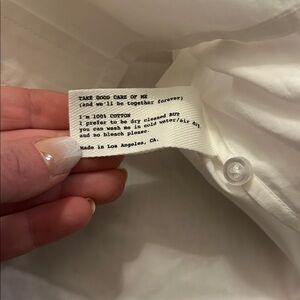 TAKE GOOD CARE OF ME
(and we'll be together forever)
I'm 100% COTTON
I prefer to be dry cleaned BUT
you can wash me in cold water/air dry
and no bleach please.
Made in Los Angeles, CA.